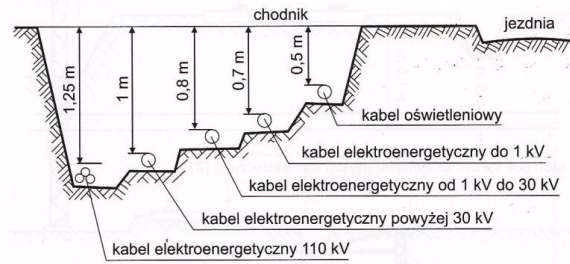 chodnik
jezdnia
1,25 m
1 m
0,8 m
0,7 m
0,5 m
kabel oświetleniowy
kabel elektroenergetyczny do 1 kV
kabel elektroenergetyczny od 1 kV do 30 kV
kabel elektroenergetyczny powyżej 30 kV
kabel elektroenergetyczny 110 kV